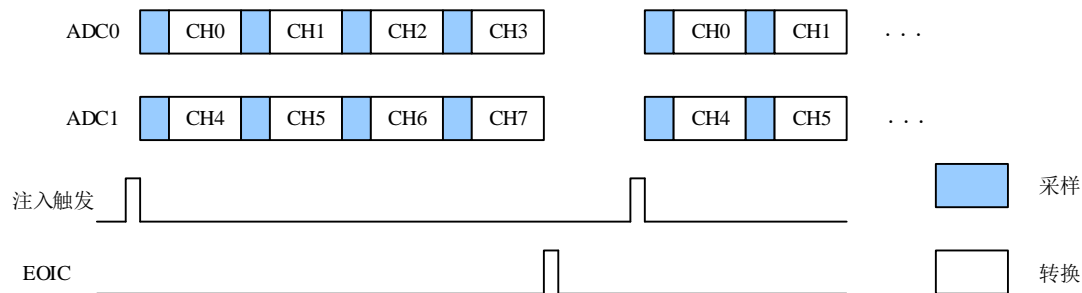 ADC0 CH0 CH1 CH2 CH3 CH0 CH1 . . .
ADC1 CH4 CH5 CH6 CH7 CH4 CH5 . . .
注入触发 采样
EOIC 转换